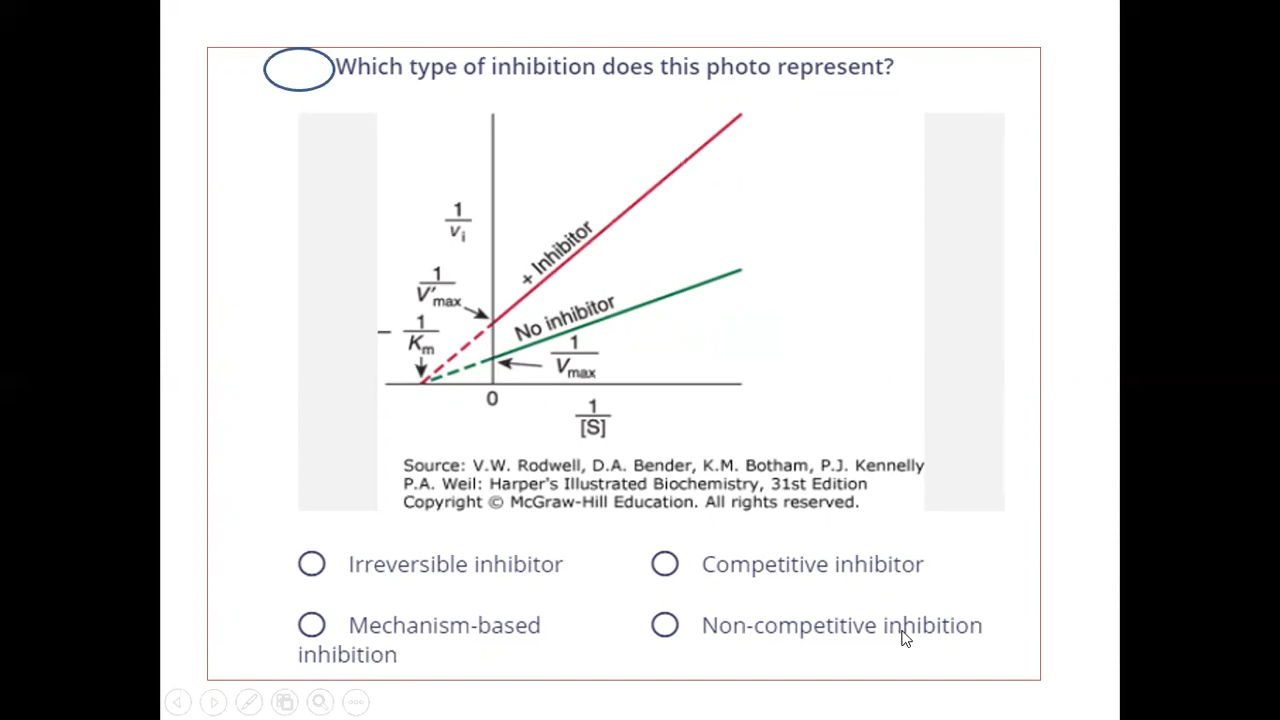 Which type of inhibition does this photo represent?
1
vi
+ Inhibitor
1
V′max
No inhibitor
– 1
Km
1
Vmax
0
1
[S]
Source: V.W. Rodwell, D.A. Bender, K.M. Botham, P.J. Kennelly
P.A. Weil: Harper's Illustrated Biochemistry, 31st Edition
Copyright © McGraw-Hill Education. All rights reserved.
Irreversible inhibitor
Competitive inhibitor
Mechanism-based
inhibition
Non-competitive inhibition